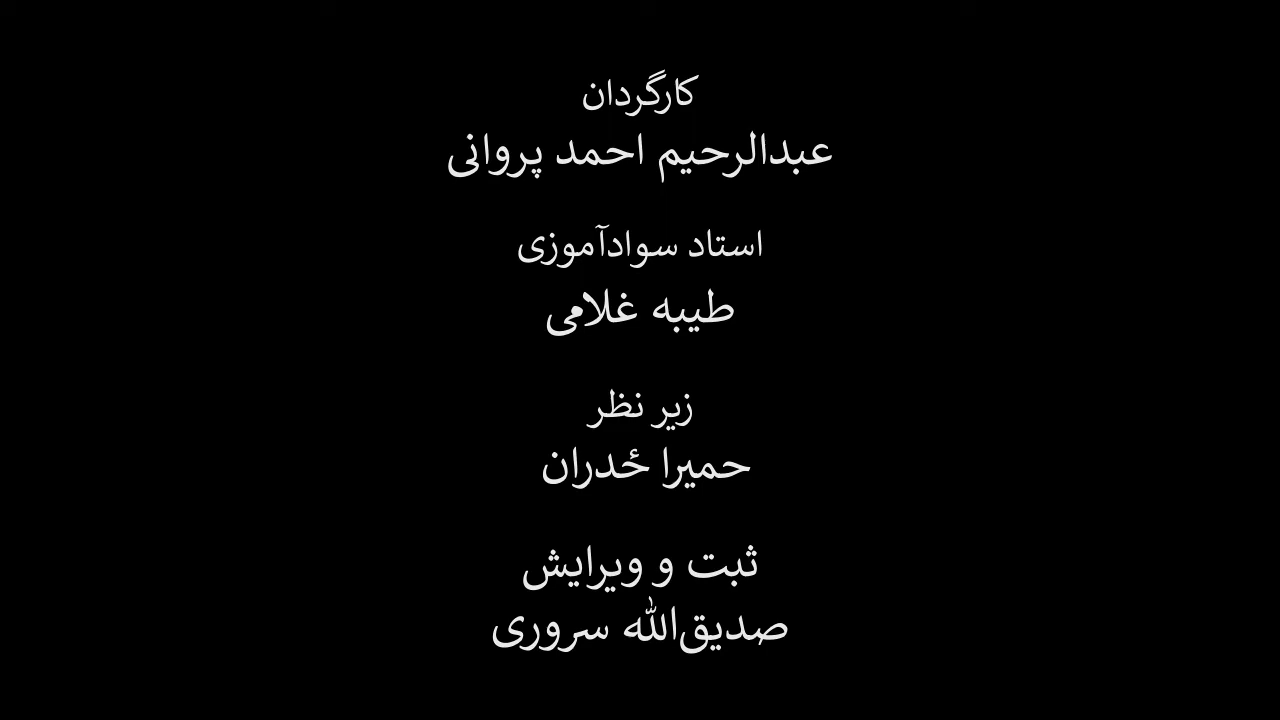 کارگردان
عبدالرحیم احمد پروانی
استاد سوادآموزی
طیبه غلامی
زیر نظر
حمیرا ځدران
ثبت و ویرایش
صدیق‌الله سروری